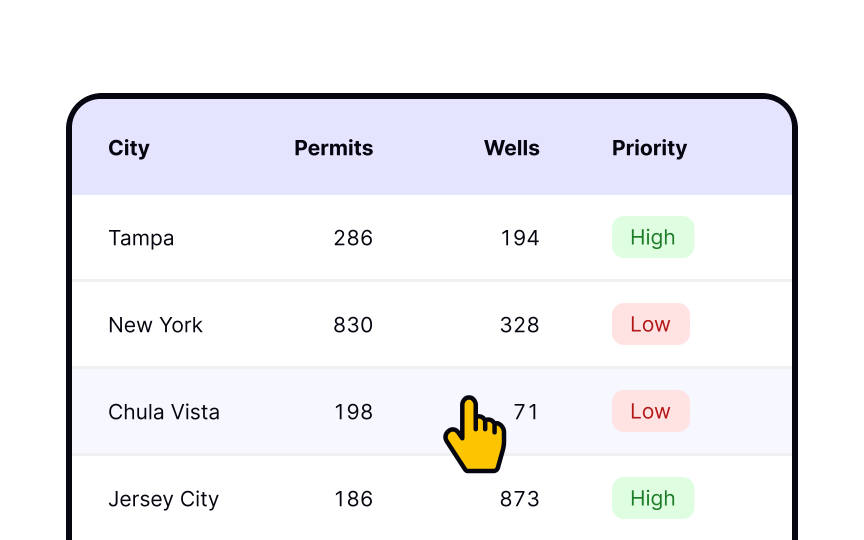 City Permits Wells Priority
Tampa 286 194 High
New York 830 328 Low
Chula Vista 198 71 Low
Jersey City 186 873 High